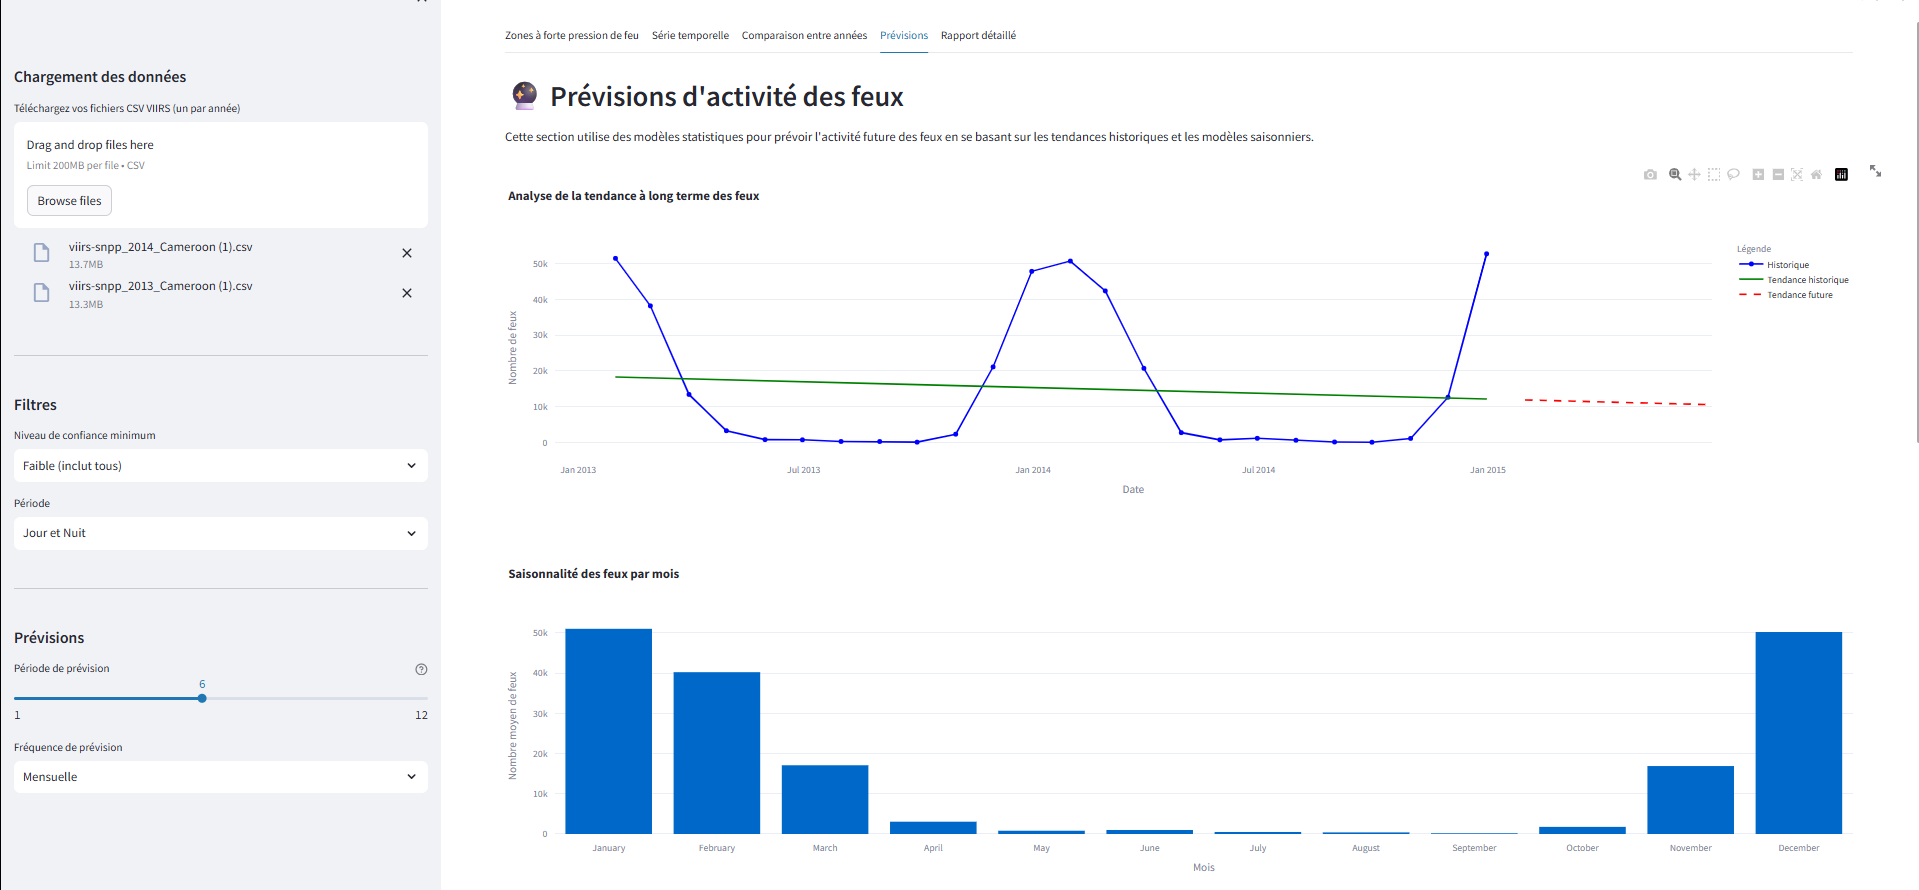 Chargement des données
Téléchargez vos fichiers CSV VIIRS (un par année)
Drag and drop files here
Limit 200MB per file • CSV
Browse files
viirs-snpp_2014_Cameroon (1).csv
13.7MB
viirs-snpp_2013_Cameroon (1).csv
13.3MB
Filtres
Niveau de confiance minimum
Faible (inclut tous)
Période
Jour et Nuit
Prévisions
Période de prévision
6
1 12
Fréquence de prévision
Mensuelle
Zones à forte pression de feu Série temporelle Comparaison entre années Prévisions Rapport détaillé
Prévisions d'activité des feux
Cette section utilise des modèles statistiques pour prévoir l'activité future des feux en se basant sur les tendances historiques et les modèles saisonniers.
Analyse de la tendance à long terme des feux
Légende
Historique
Tendance historique
Tendance future
Nombre de feux
50k
40k
30k
20k
10k
0
Jan 2013 Jul 2013 Jan 2014 Jul 2014 Jan 2015
Date
Saisonnalité des feux par mois
Nombre moyen de feux
50k
40k
30k
20k
10k
0
January February March April May June July August September October November December
Mois